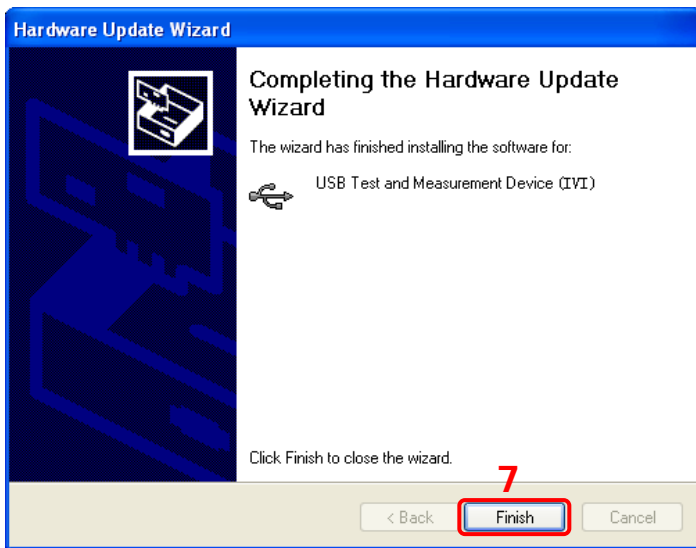 Hardware Update Wizard
Completing the Hardware Update
Wizard
The wizard has finished installing the software for:
USB Test and Measurement Device (IVI)
Click Finish to close the wizard.
7
< Back Finish Cancel